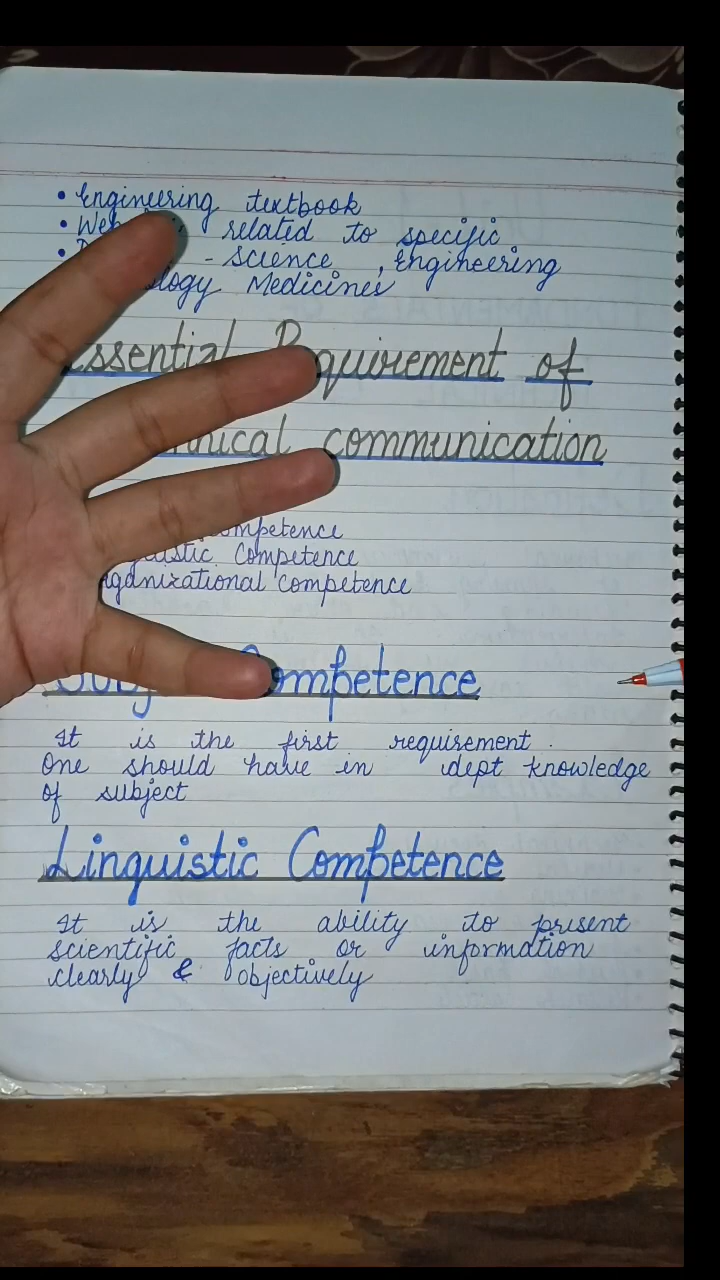 • Engineering textbook
• related to specific
• - science , Engineering
Medicines
Essential Requirement of
communication
Competence
Linguistic Competence
Organizational Competence
Competence
It is the first requirement .
One should have in dept knowledge
of subject
Linguistic Competence
It is the ability to present
scientific facts or information
clearly & objectively